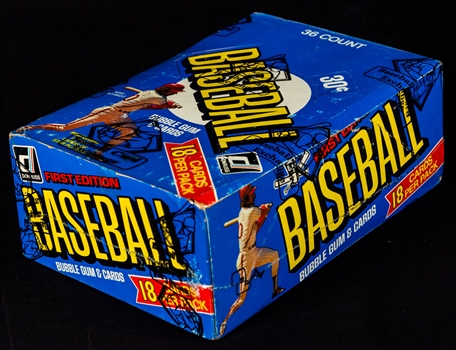 36 COUNT
30¢
BASEBALL
BUBBLE GUM & CARDS
18 CARDS
PER PACK
DONRUSS
FIRST EDITION
BASEBALL
BUBBLE GUM & CARDS
18 CARDS
PER PACK
FIRST
BASEBALL
BUBBLE GUM & CARDS
18 CARDS
PER PACK